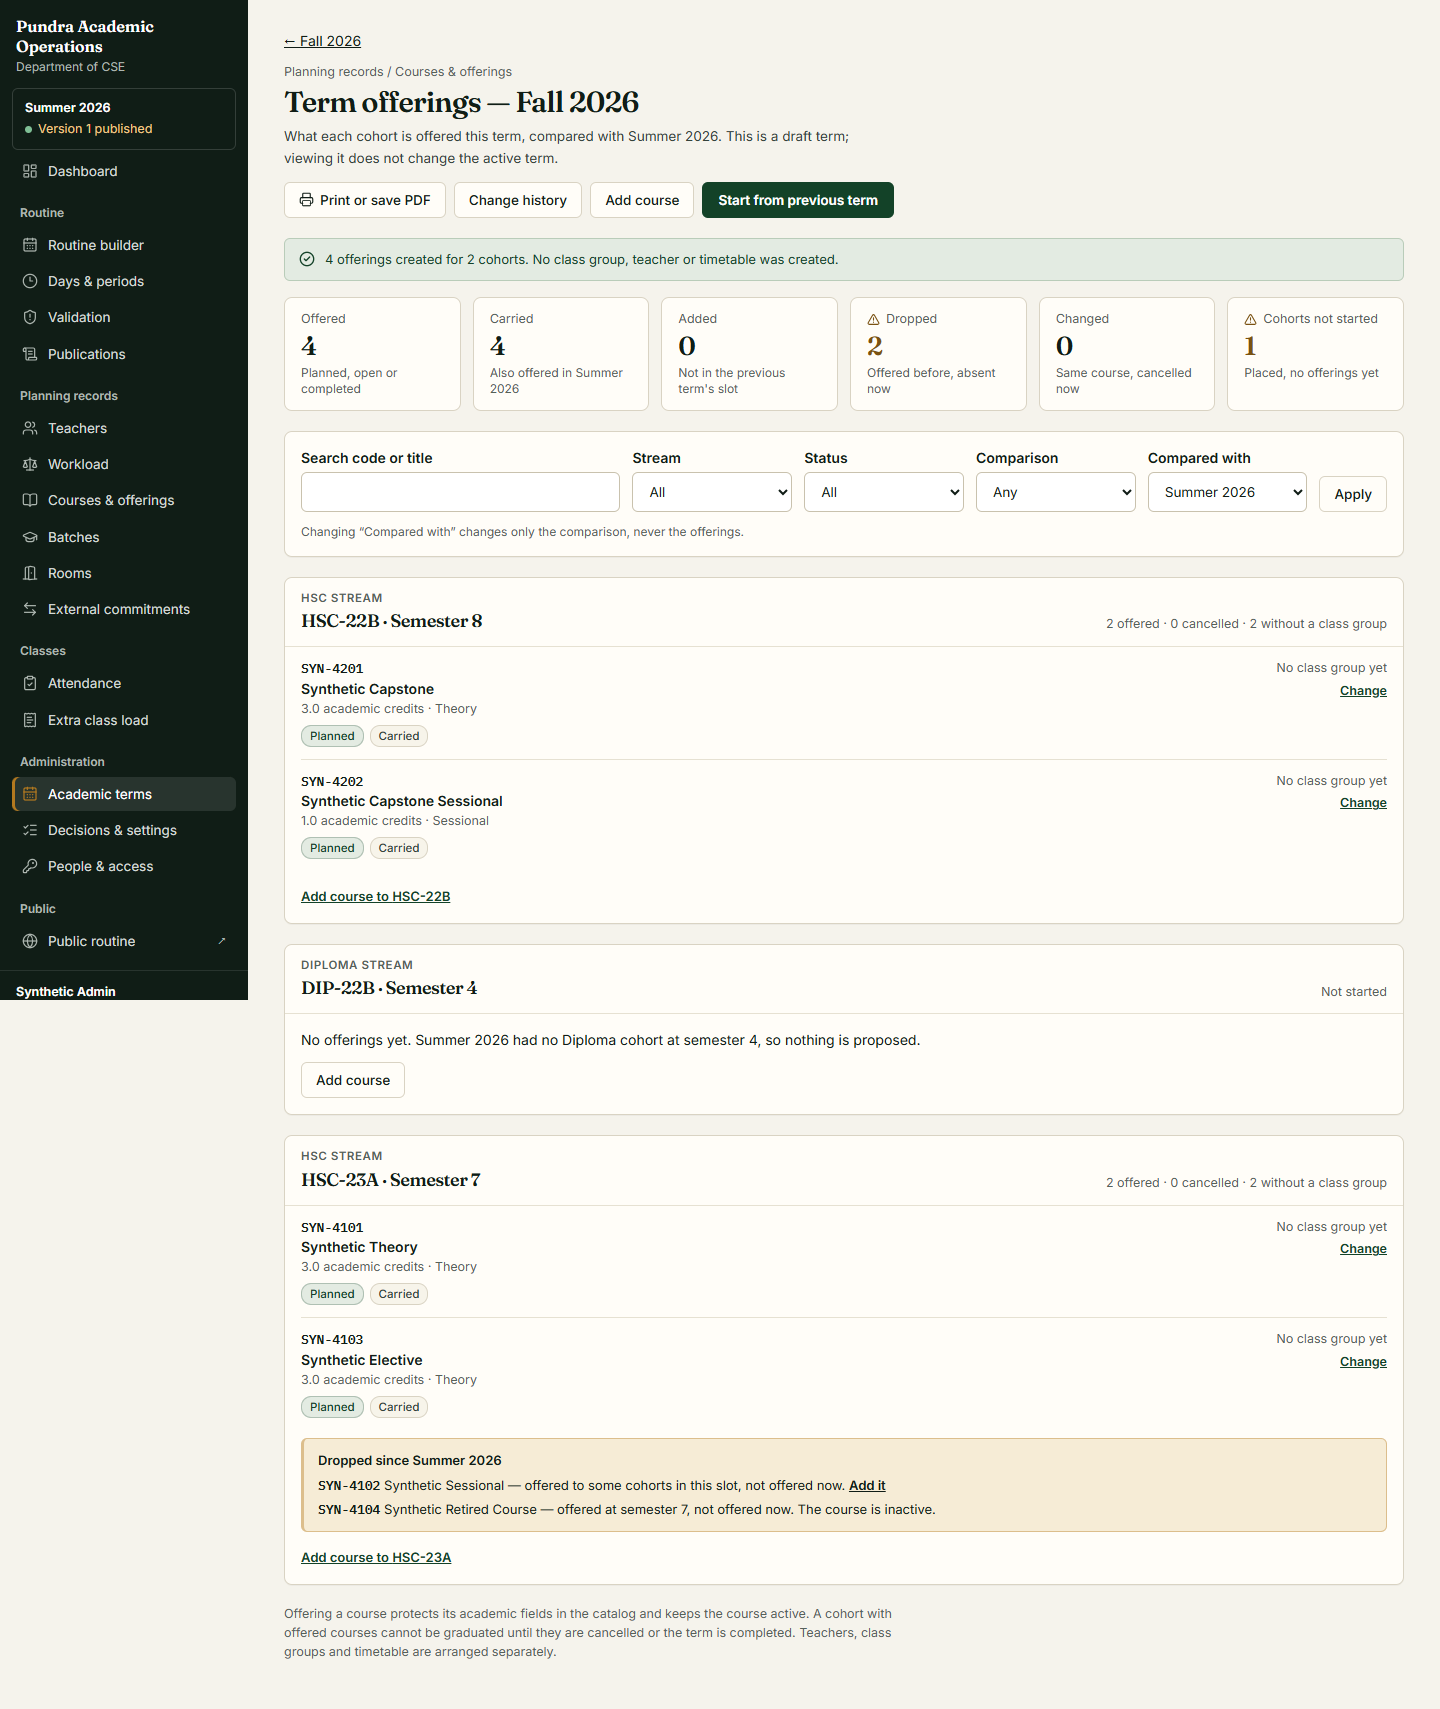 Pundra Academic
Operations
Department of CSE
Summer 2026
Version 1 published
Dashboard
Routine
Routine builder
Days & periods
Validation
Publications
Planning records
Teachers
Workload
Courses & offerings
Batches
Rooms
External commitments
Classes
Attendance
Extra class load
Administration
Academic terms
Decisions & settings
People & access
Public
Public routine ↗
Synthetic Admin
← Fall 2026
Planning records / Courses & offerings
Term offerings — Fall 2026
What each cohort is offered this term, compared with Summer 2026. This is a draft term;
viewing it does not change the active term.
Print or save PDF Change history Add course Start from previous term
4 offerings created for 2 cohorts. No class group, teacher or timetable was created.
Offered
4
Planned, open or
completed
Carried
4
Also offered in Summer
2026
Added
0
Not in the previous
term's slot
Dropped
2
Offered before, absent
now
Changed
0
Same course, cancelled
now
Cohorts not started
1
Placed, no offerings yet
Search code or title Stream Status Comparison Compared with
All All Any Summer 2026 Apply
Changing “Compared with” changes only the comparison, never the offerings.
HSC STREAM
HSC-22B · Semester 8
2 offered · 0 cancelled · 2 without a class group
SYN-4201
No class group yet
Synthetic Capstone
Change
3.0 academic credits · Theory
Planned Carried
SYN-4202
No class group yet
Synthetic Capstone Sessional
Change
1.0 academic credits · Sessional
Planned Carried
Add course to HSC-22B
DIPLOMA STREAM
DIP-22B · Semester 4
Not started
No offerings yet. Summer 2026 had no Diploma cohort at semester 4, so nothing is proposed.
Add course
HSC STREAM
HSC-23A · Semester 7
2 offered · 0 cancelled · 2 without a class group
SYN-4101
No class group yet
Synthetic Theory
Change
3.0 academic credits · Theory
Planned Carried
SYN-4103
No class group yet
Synthetic Elective
Change
3.0 academic credits · Theory
Planned Carried
Dropped since Summer 2026
SYN-4102 Synthetic Sessional — offered to some cohorts in this slot, not offered now. Add it
SYN-4104 Synthetic Retired Course — offered at semester 7, not offered now. The course is inactive.
Add course to HSC-23A
Offering a course protects its academic fields in the catalog and keeps the course active. A cohort with
offered courses cannot be graduated until they are cancelled or the term is completed. Teachers, class
groups and timetable are arranged separately.